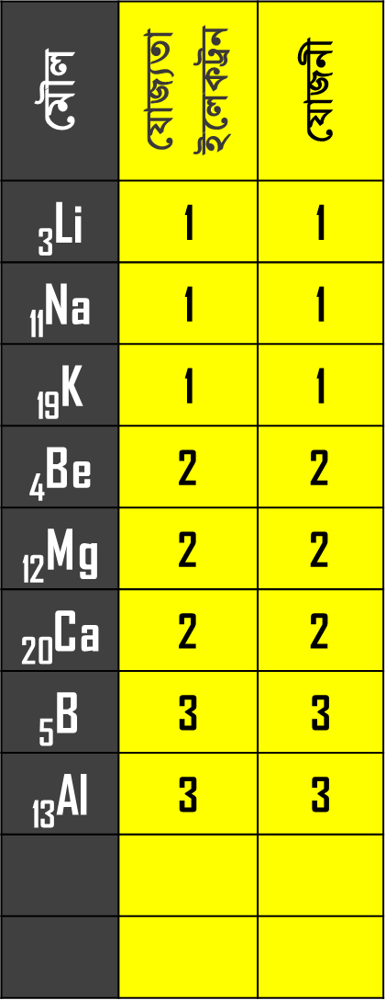 মৌল যোজ্যতা ইলেকট্রন যোজনী
₃Li 1 1
₁₁Na 1 1
₁₉K 1 1
₄Be 2 2
₁₂Mg 2 2
₂₀Ca 2 2
₅B 3 3
₁₃Al 3 3